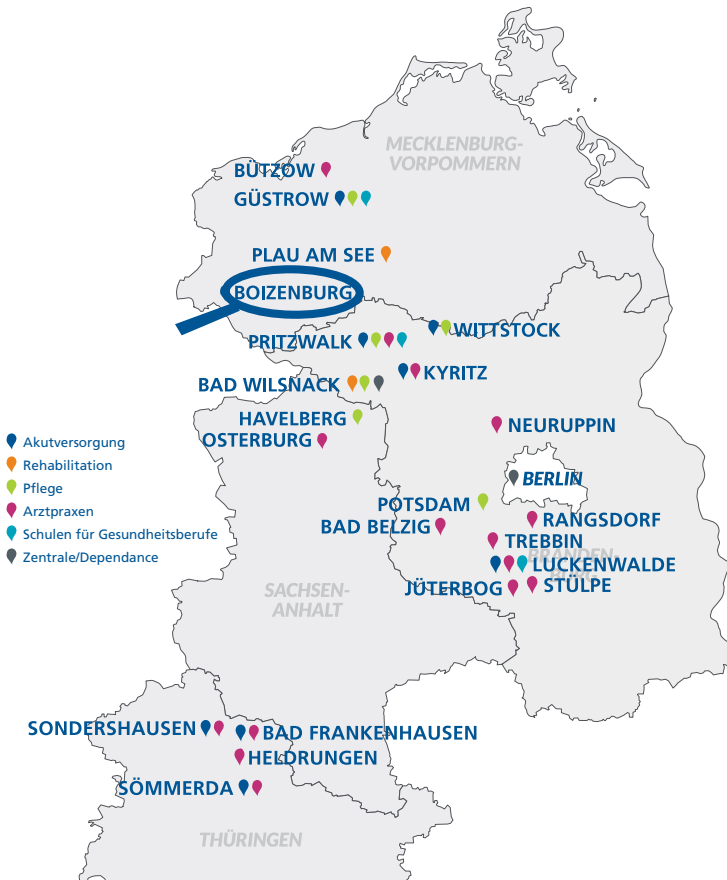 MECKLENBURG-
VORPOMMERN
BÜTZOW
GÜSTROW
PLAU AM SEE
BOIZENBURG
PRITZWALK
WITTSTOCK
KYRITZ
BAD WILSNACK
HAVELBERG
OSTERBURG
NEURUPPIN
Akutversorgung
Rehabilitation
Pflege
Arztpraxen
Schulen für Gesundheitsberufe
Zentrale/Dependance
BERLIN
POTSDAM
BAD BELZIG
RANGSDORF
TREBBIN
BRANDEN-
BURG
LUCKENWALDE
JÜTERBOG
STÜLPE
SACHSEN-
ANHALT
SONDERSHAUSEN
BAD FRANKENHAUSEN
HELDRUNGEN
SÖMMERDA
THÜRINGEN